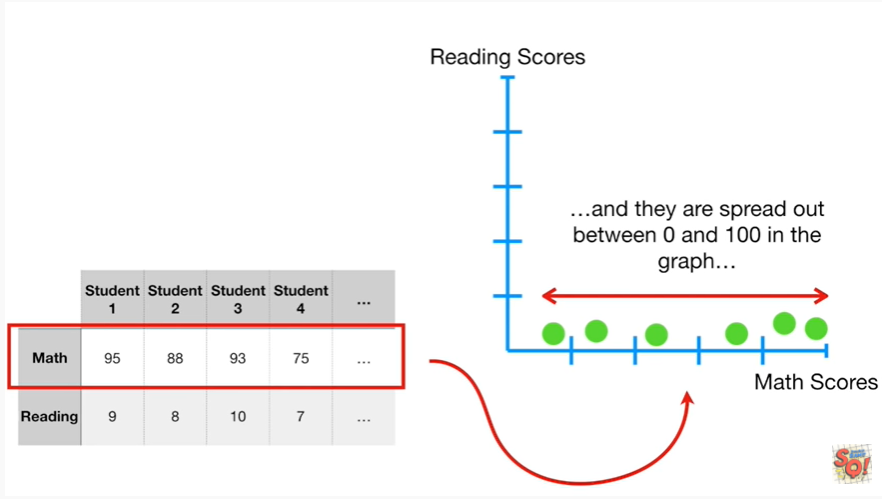 Reading Scores
…and they are spread out
between 0 and 100 in the
graph…
Student 1 Student 2 Student 3 Student 4 …
Math 95 88 93 75 …
Reading 9 8 10 7 …
Math Scores
SQ!